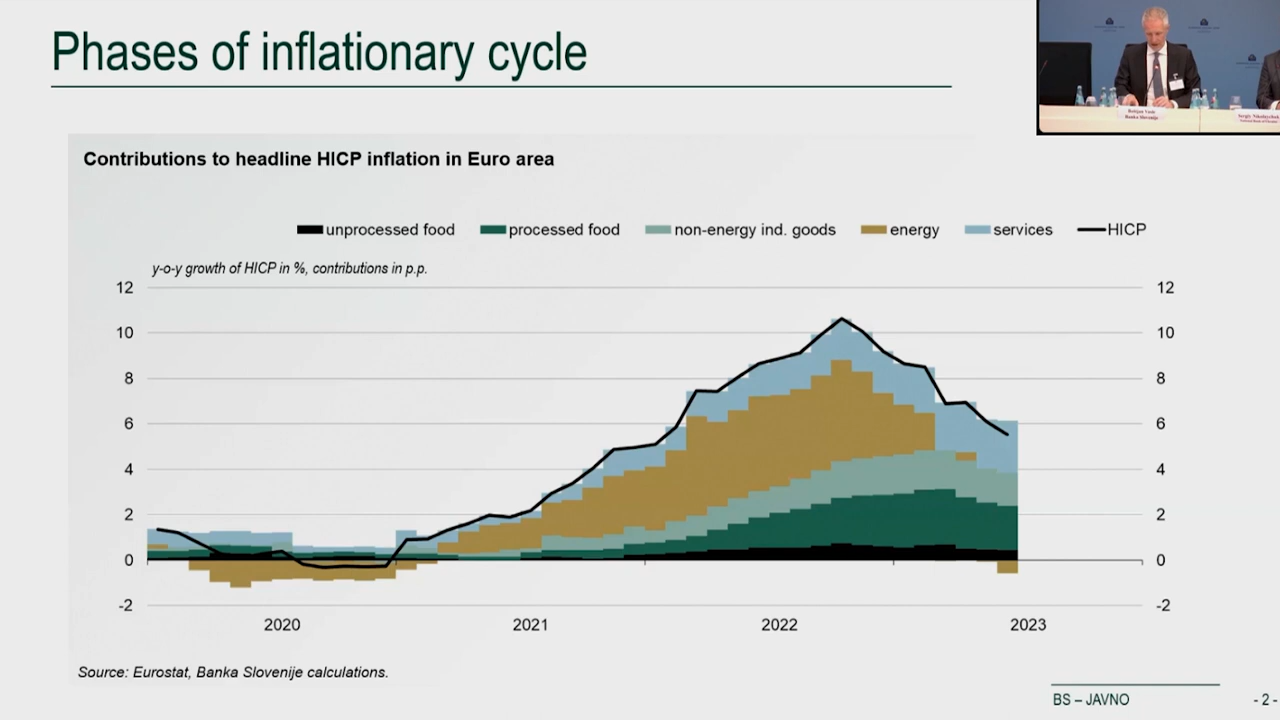 Phases of inflationary cycle
Contributions to headline HICP inflation in Euro area
unprocessed food processed food non-energy ind. goods energy services HICP
y-o-y growth of HICP in %, contributions in p.p.
12 12
10 10
8 8
6 6
4 4
2 2
0 0
-2 -2
2020 2021 2022 2023
Source: Eurostat, Banka Slovenije calculations.
BS – JAVNO - 2 -
Banka Slovenije